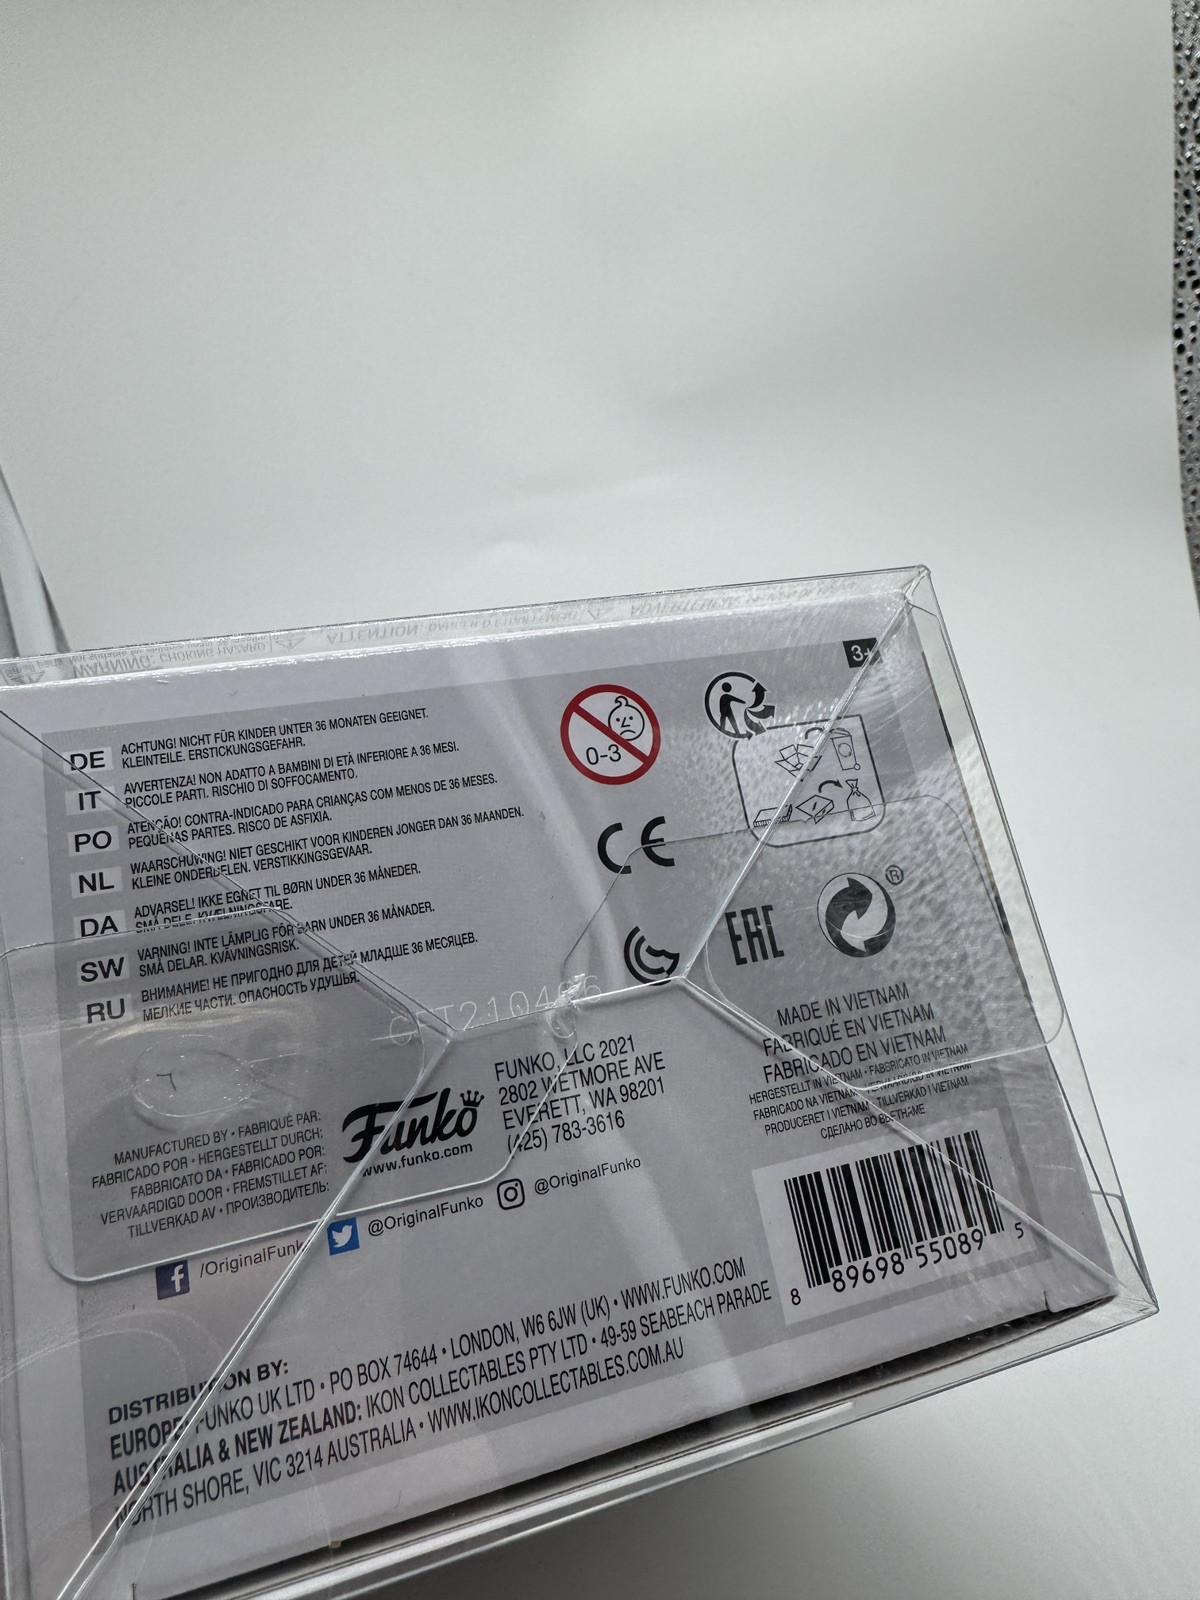 WARNING: CHOKING HAZARD
ATTENTION:
3+
DE ACHTUNG! NICHT FÜR KINDER UNTER 36 MONATEN GEEIGNET.
KLEINTEILE. ERSTICKUNGSGEFAHR.
IT AVVERTENZA! NON ADATTO A BAMBINI DI ETÀ INFERIORE A 36 MESI.
PICCOLE PARTI. RISCHIO DI SOFFOCAMENTO.
PO ATENÇÃO! CONTRA-INDICADO PARA CRIANÇAS COM MENOS DE 36 MESES.
PEQUENAS PARTES. RISCO DE ASFIXIA.
NL WAARSCHUWING! NIET GESCHIKT VOOR KINDEREN JONGER DAN 36 MAANDEN.
KLEINE ONDERDELEN. VERSTIKKINGSGEVAAR.
DA ADVARSEL! IKKE EGNET TIL BØRN UNDER 36 MÅNEDER.
SMÅ DELE. KVÆLNINGSFARE.
SW VARNING! INTE LÄMPLIG FÖR BARN UNDER 36 MÅNADER.
SMÅ DELAR. KVÄVNINGSRISK.
RU ВНИМАНИЕ! НЕ ПРИГОДНО ДЛЯ ДЕТЕЙ МЛАДШЕ 36 МЕСЯЦЕВ.
МЕЛКИЕ ЧАСТИ. ОПАСНОСТЬ УДУШЬЯ.
0-3
CE
EAC
®
MADE IN VIETNAM
FABRIQUÉ EN VIETNAM
FABRICADO EN VIETNAM
HERGESTELLT IN VIETNAM • FABBRICATO IN VIETNAM
FABRICADO NA VIETNAM • VERVAARDIGD IN VIETNAM
PRODUCERET I VIETNAM • TILLVERKAD I VIETNAM
СДЕЛАНО ВО ВЬЕТНАМЕ
MANUFACTURED BY • FABRIQUÉ PAR:
FABRICADO POR • HERGESTELLT DURCH:
FABBRICATO DA • FABRICADO POR:
VERVAARDIGD DOOR • FREMSTILLET AF:
TILLVERKAD AV • ПРОИЗВОДИТЕЛЬ:
Funko
www.funko.com
FUNKO, LLC 2021
2802 WETMORE AVE
EVERETT, WA 98201
(425) 783-3616
f /OriginalFunko @OriginalFunko @OriginalFunko
DISTRIBUTION BY:
EUROPE: FUNKO UK LTD • PO BOX 74644 • LONDON, W6 6JW (UK) • WWW.FUNKO.COM
AUSTRALIA & NEW ZEALAND: IKON COLLECTABLES PTY LTD • 49-59 SEABEACH PARADE
NORTH SHORE, VIC 3214 AUSTRALIA • WWW.IKONCOLLECTABLES.COM.AU
8 89698 55089 5